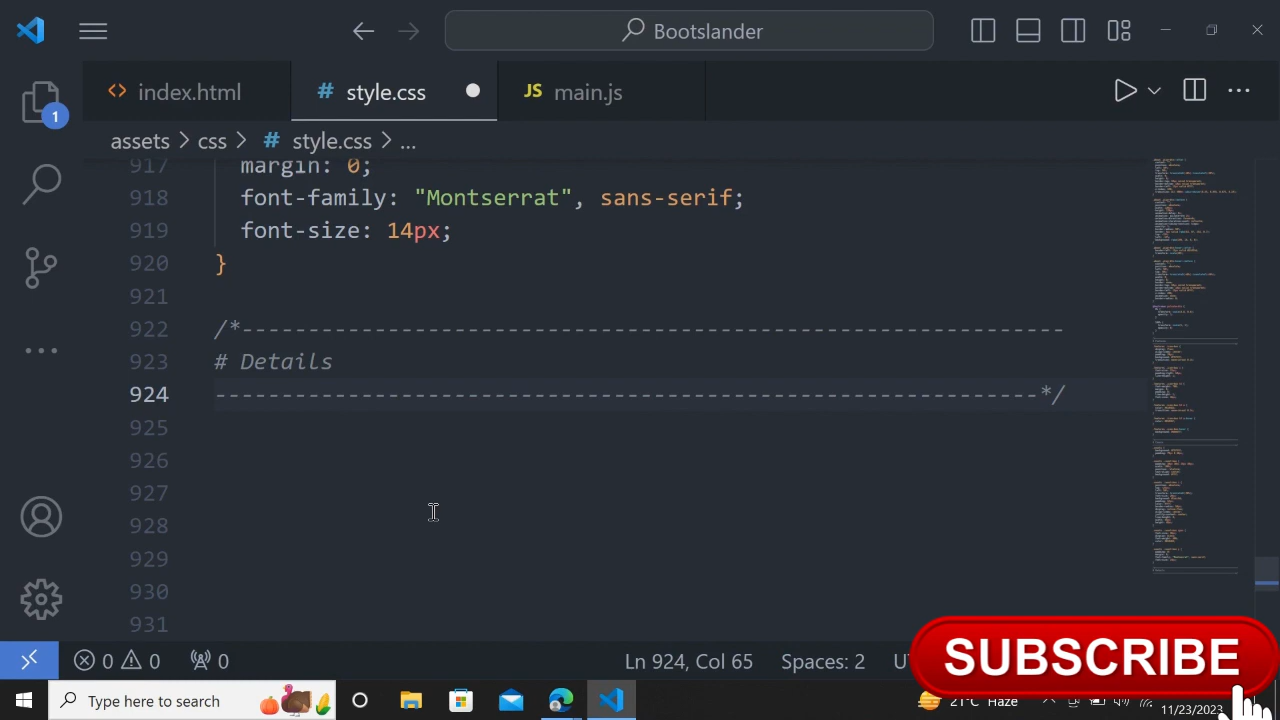 Bootslander
index.html
style.css
main.js
1
assets > css > # style.css > ...
917 margin: 0;
918 font-family: "Montserrat", sans-serif;
919 font-size: 14px;
920 }
921
922 /*---------------------------------------------------------------
923 # Details
924 ---------------------------------------------------------------*/
925
926
927
928
929
930
931
0 0 0 Ln 924, Col 65 Spaces: 2
SUBSCRIBE
Type here to search
21°C Haze
11/23/2023